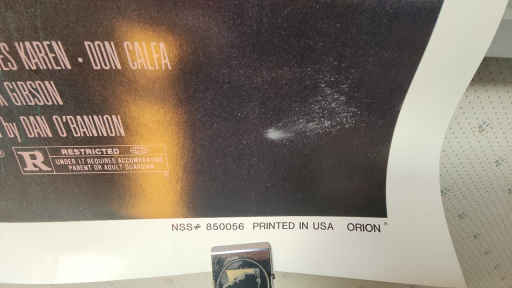 ES KAREN · DON CALFA
GIBSON
by DAN O'BANNON
R RESTRICTED
UNDER 17 REQUIRES ACCOMPANYING
PARENT OR ADULT GUARDIAN
NSS# 850056 PRINTED IN USA ORION